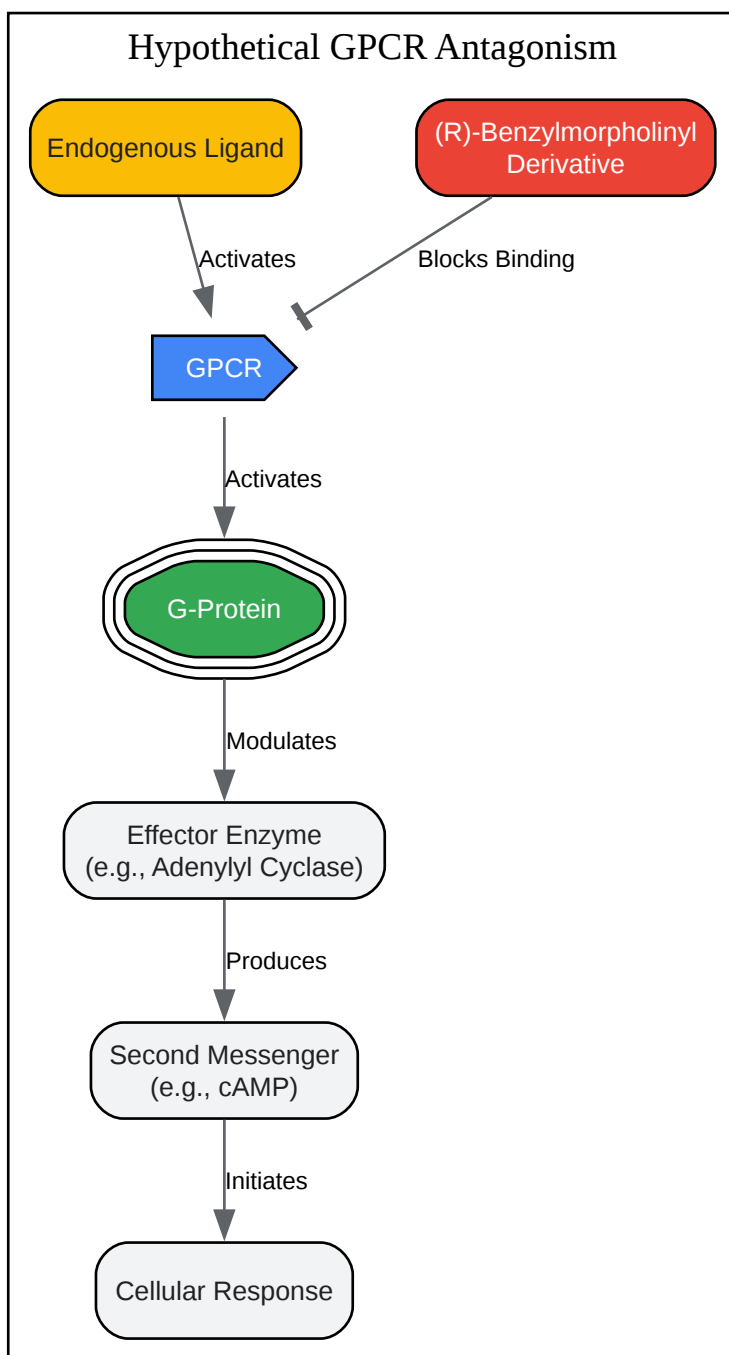 Hypothetical GPCR Antagonism
Endogenous Ligand
(R)-Benzylmorpholinyl
Derivative
Activates
Blocks Binding
GPCR
Activates
G-Protein
Modulates
Effector Enzyme
(e.g., Adenylyl Cyclase)
Produces
Second Messenger
(e.g., cAMP)
Initiates
Cellular Response